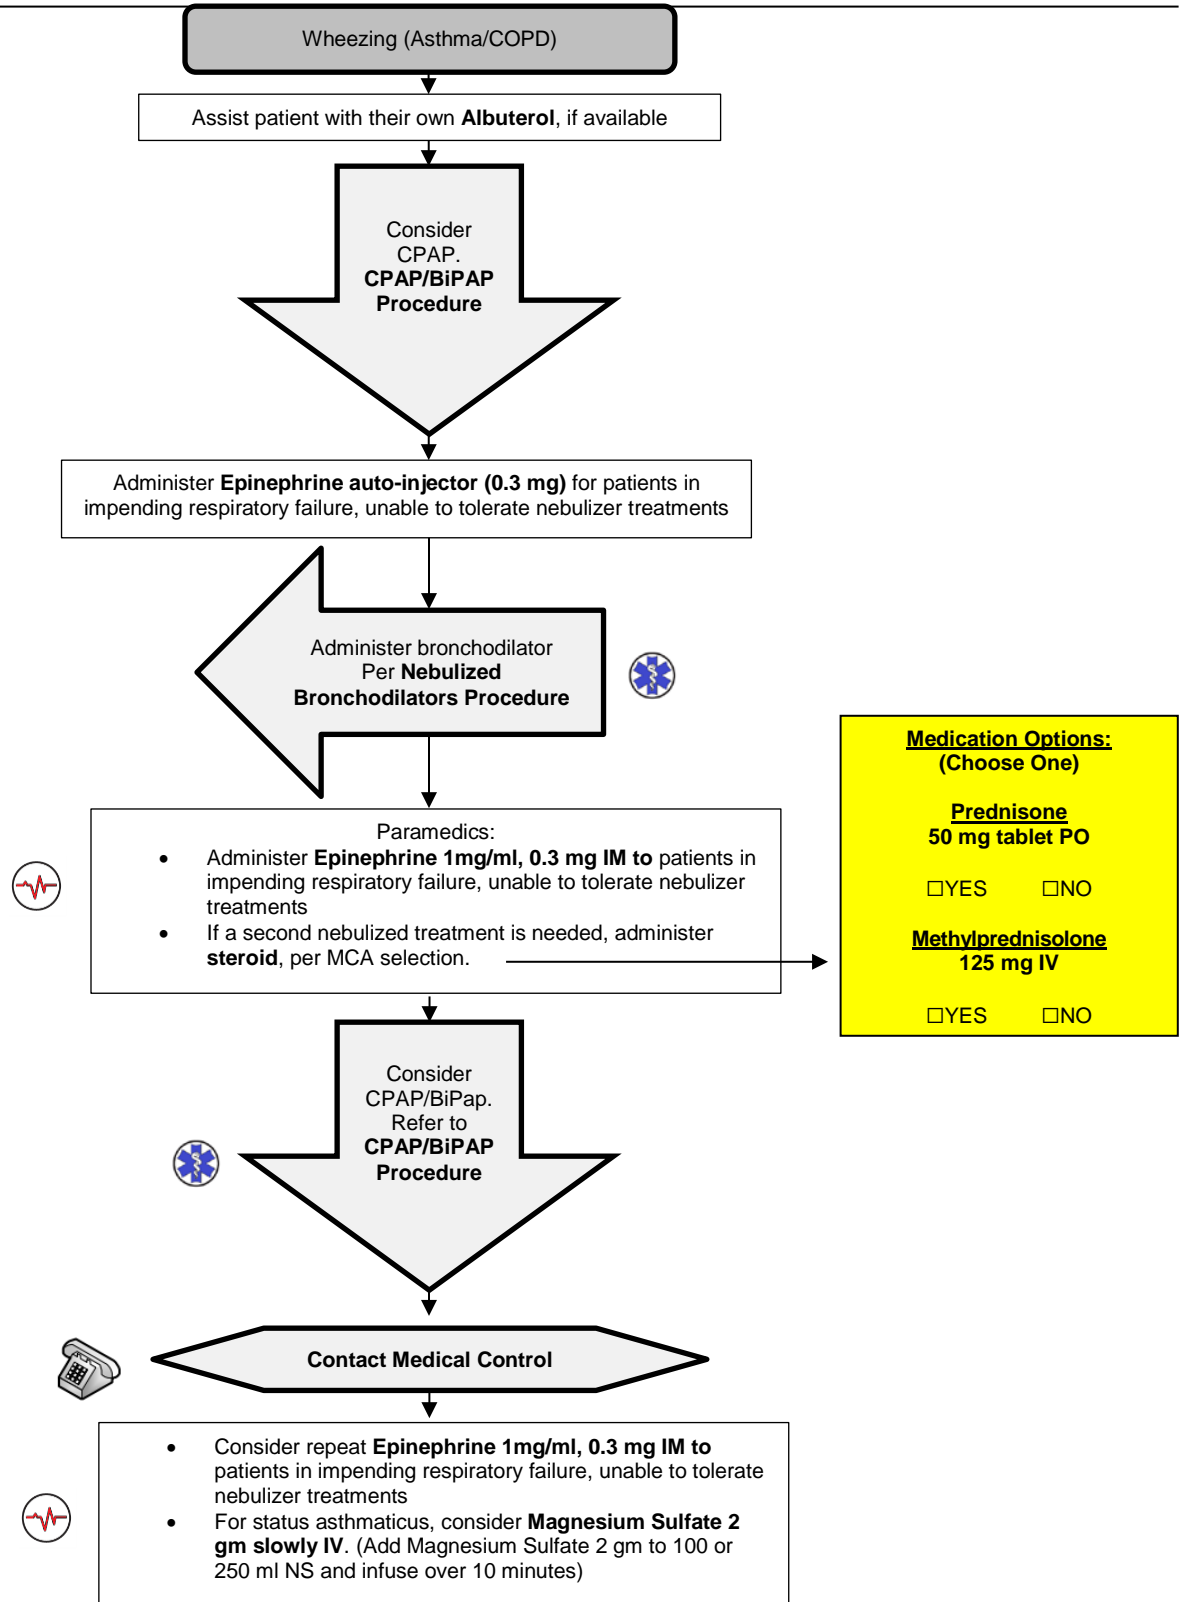 Wheezing (Asthma/COPD)
Assist patient with their own Albuterol, if available
Consider
CPAP.
CPAP/BiPAP
Procedure
Administer Epinephrine auto-injector (0.3 mg) for patients in
impending respiratory failure, unable to tolerate nebulizer treatments
Administer bronchodilator
Per Nebulized
Bronchodilators Procedure
Paramedics:
• Administer Epinephrine 1mg/ml, 0.3 mg IM to patients in
impending respiratory failure, unable to tolerate nebulizer
treatments
• If a second nebulized treatment is needed, administer
steroid, per MCA selection.
Medication Options:
(Choose One)
Prednisone
50 mg tablet PO
☐YES ☐NO
Methylprednisolone
125 mg IV
☐YES ☐NO
Consider
CPAP/BiPap.
Refer to
CPAP/BiPAP
Procedure
Contact Medical Control
• Consider repeat Epinephrine 1mg/ml, 0.3 mg IM to
patients in impending respiratory failure, unable to tolerate
nebulizer treatments
• For status asthmaticus, consider Magnesium Sulfate 2
gm slowly IV. (Add Magnesium Sulfate 2 gm to 100 or
250 ml NS and infuse over 10 minutes)